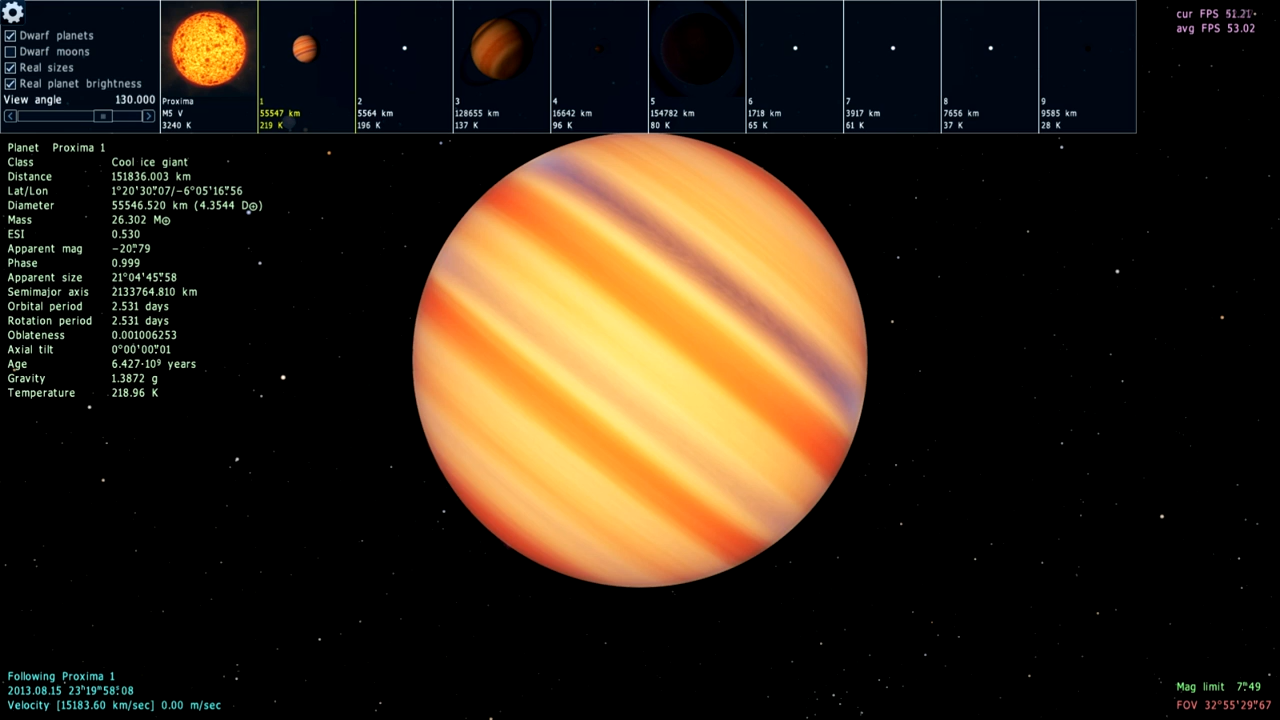 Dwarf planets
Dwarf moons
Real sizes
Real planet brightness
View angle 130.000
Proxima
M5 V
3240 K
1
55547 km
219 K
2
5564 km
196 K
3
128655 km
137 K
4
16642 km
96 K
5
154782 km
80 K
6
1718 km
65 K
7
3917 km
61 K
8
7656 km
37 K
9
9585 km
28 K
cur FPS 51.21
avg FPS 53.02
Planet Proxima 1
Class Cool ice giant
Distance 151836.003 km
Lat/Lon 1°20'30"07/-6°05'16"56
Diameter 55546.520 km (4.3544 D⊕)
Mass 26.302 M⊕
ESI 0.530
Apparent mag -20ᵐ79
Phase 0.999
Apparent size 21°04'45"58
Semimajor axis 2133764.810 km
Orbital period 2.531 days
Rotation period 2.531 days
Oblateness 0.001006253
Axial tilt 0°00'00"01
Age 6.427·10⁹ years
Gravity 1.3872 g
Temperature 218.96 K
Following Proxima 1
2013.08.15 23ʰ19ᵐ58ˢ08
Velocity [15183.60 km/sec] 0.00 m/sec
Mag limit 7ᵐ49
FOV 32°55'29"67